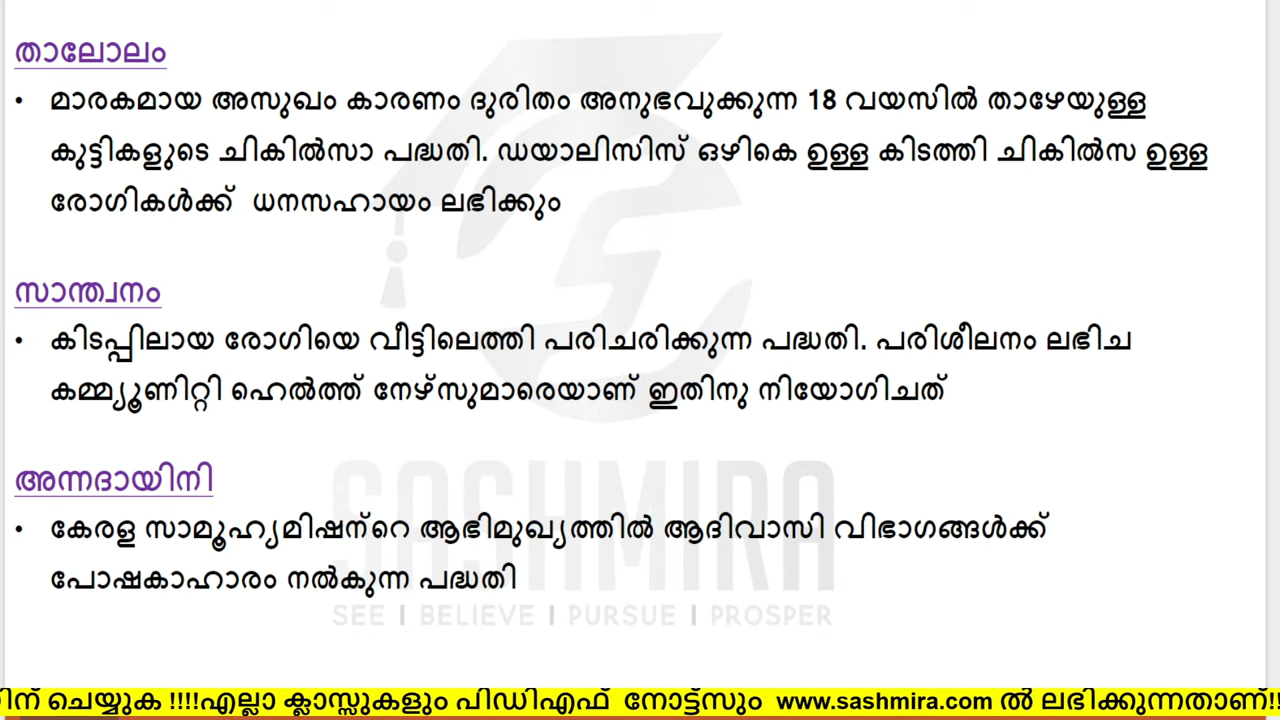 താലോലം
• മാരകമായ അസുഖം കാരണം ദുരിതം അനുഭവുക്കുന്ന 18 വയസിൽ താഴേയുള്ള
കുട്ടികളുടെ ചികിൽസാ പദ്ധതി. ഡയാലിസിസ് ഒഴികെ ഉള്ള കിടത്തി ചികിൽസ ഉള്ള
രോഗികൾക്ക് ധനസഹായം ലഭിക്കും
സാന്ത്വനം
• കിടപ്പിലായ രോഗിയെ വീട്ടിലെത്തി പരിചരിക്കുന്ന പദ്ധതി. പരിശീലനം ലഭിച
കമ്മ്യൂണിറ്റി ഹെൽത്ത് നേഴ്സുമാരെയാണ് ഇതിനു നിയോഗിചത്
അന്നദായിനി
• കേരള സാമൂഹ്യമിഷന്റെ ആഭിമുഖ്യത്തിൽ ആദിവാസി വിഭാഗങ്ങൾക്ക്
പോഷകാഹാരം നൽകുന്ന പദ്ധതി
SASHMIRA
SEE | BELIEVE | PURSUE | PROSPER
ചെയ്യുക !!!!എല്ലാ ക്ലാസ്സുകളും പിഡിഎഫ് നോട്ട്സും www.sashmira.com ൽ ലഭിക്കുന്നതാണ്!!